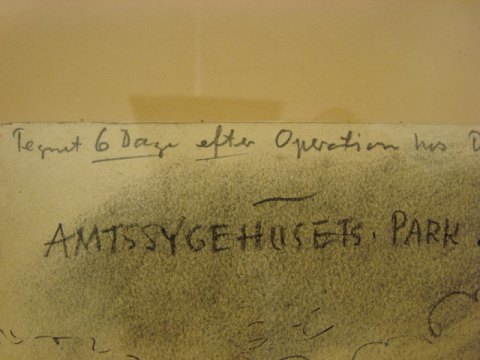 Tegnet 6 Dage efter Operation hos D
AMTSSYGEHUSETS. PARK.